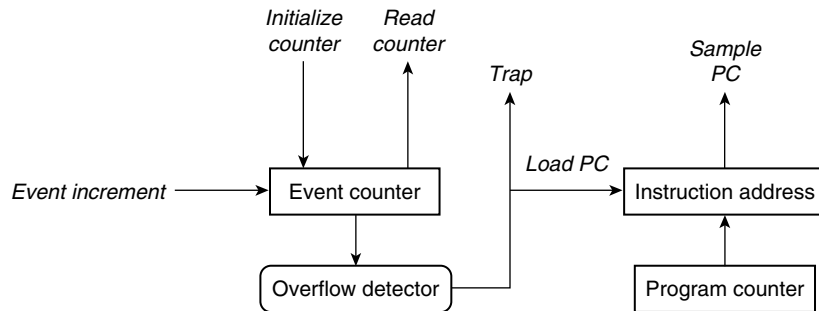 Initialize
counter
Read
counter
Trap
Sample
PC
Event increment
Event counter
Load PC
Instruction address
Overflow detector
Program counter